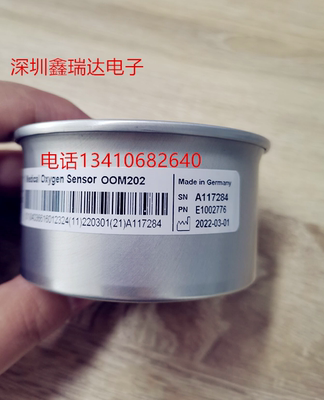 深圳鑫瑞达电子
电话13410682640
Medical Oxygen Sensor OOM202
Made in Germany
SN A117284
PN E1002776
2022-03-01
(11)220301(21)A117284